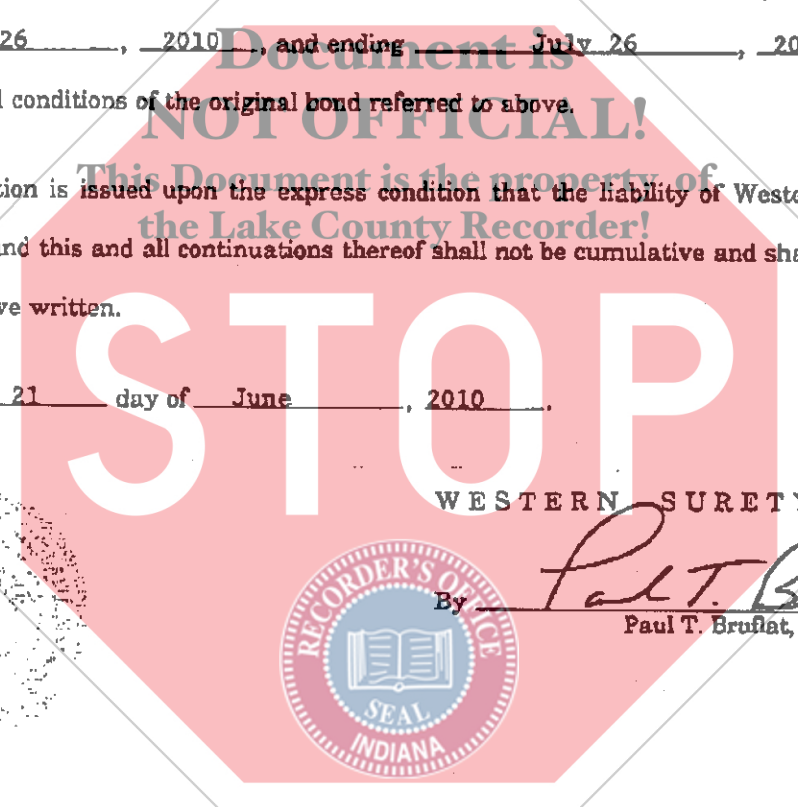 26, 2010, and ending July 26, 20
Document is
conditions of the original bond referred to above.
NOT OFFICIAL!
This Document is the property of
tion is issued upon the express condition that the liability of Weste
the Lake County Recorder!
and this and all continuations thereof shall not be cumulative and sha
ve written.
STOP
21 day of June, 2010.
WESTERN SURETY
By Paul T. B
Paul T. Bruflat,
RECORDER'S OFFICE
SEAL
INDIANA